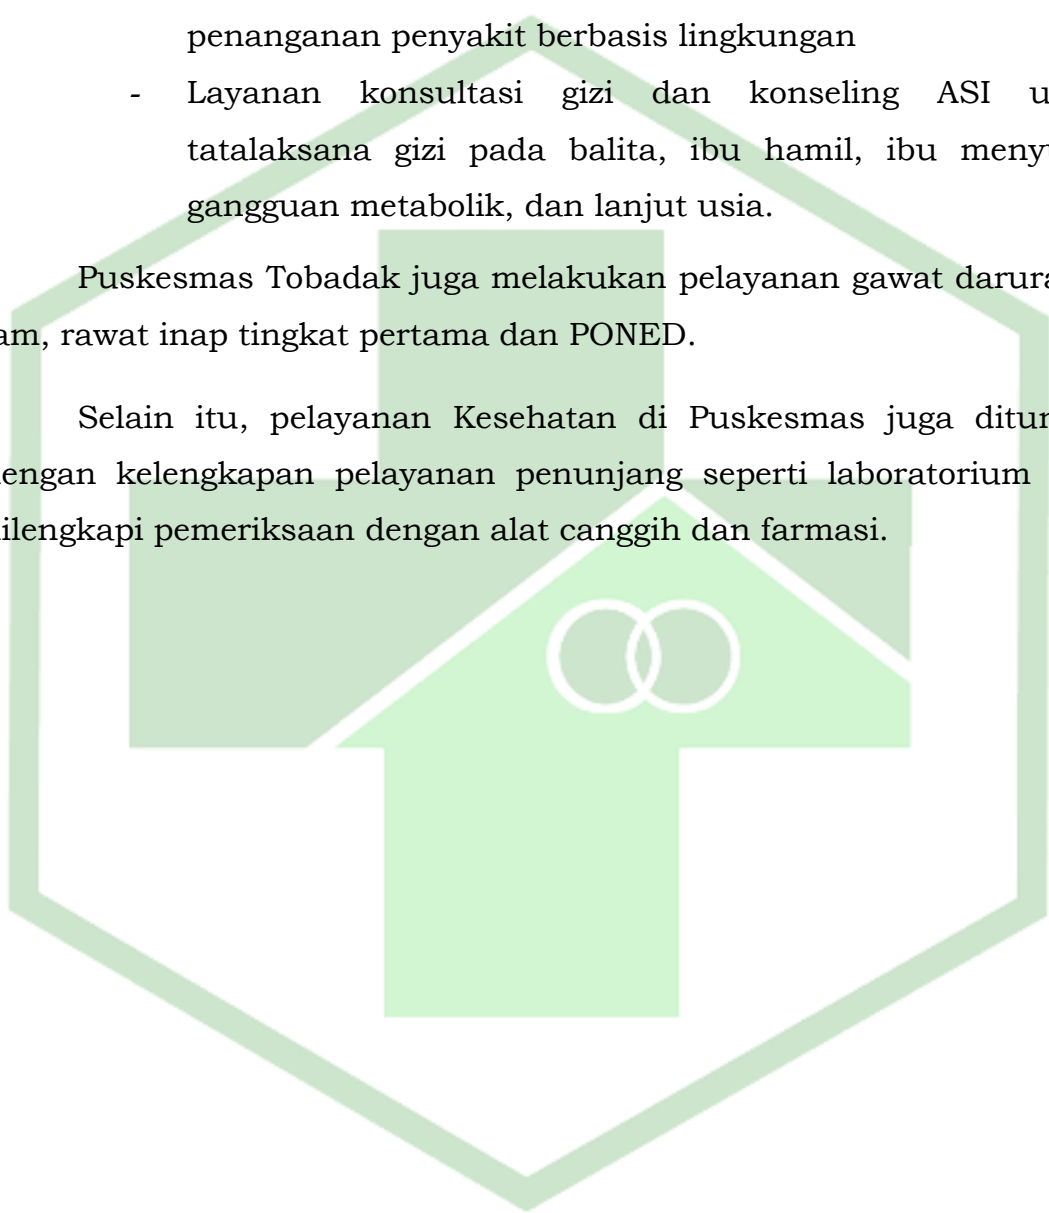 penanganan penyakit berbasis lingkungan
- Layanan konsultasi gizi dan konseling ASI
tatalaksana gizi pada balita, ibu hamil, ibu
gangguan metabolik, dan lanjut usia.
Puskesmas Tobadak juga melakukan pelayanan gawat
rawat inap tingkat pertama dan PONED.
Selain itu, pelayanan Kesehatan di Puskesmas juga
kelengkapan pelayanan penunjang seperti laboratorium
pemeriksaan dengan alat canggih dan farmasi.